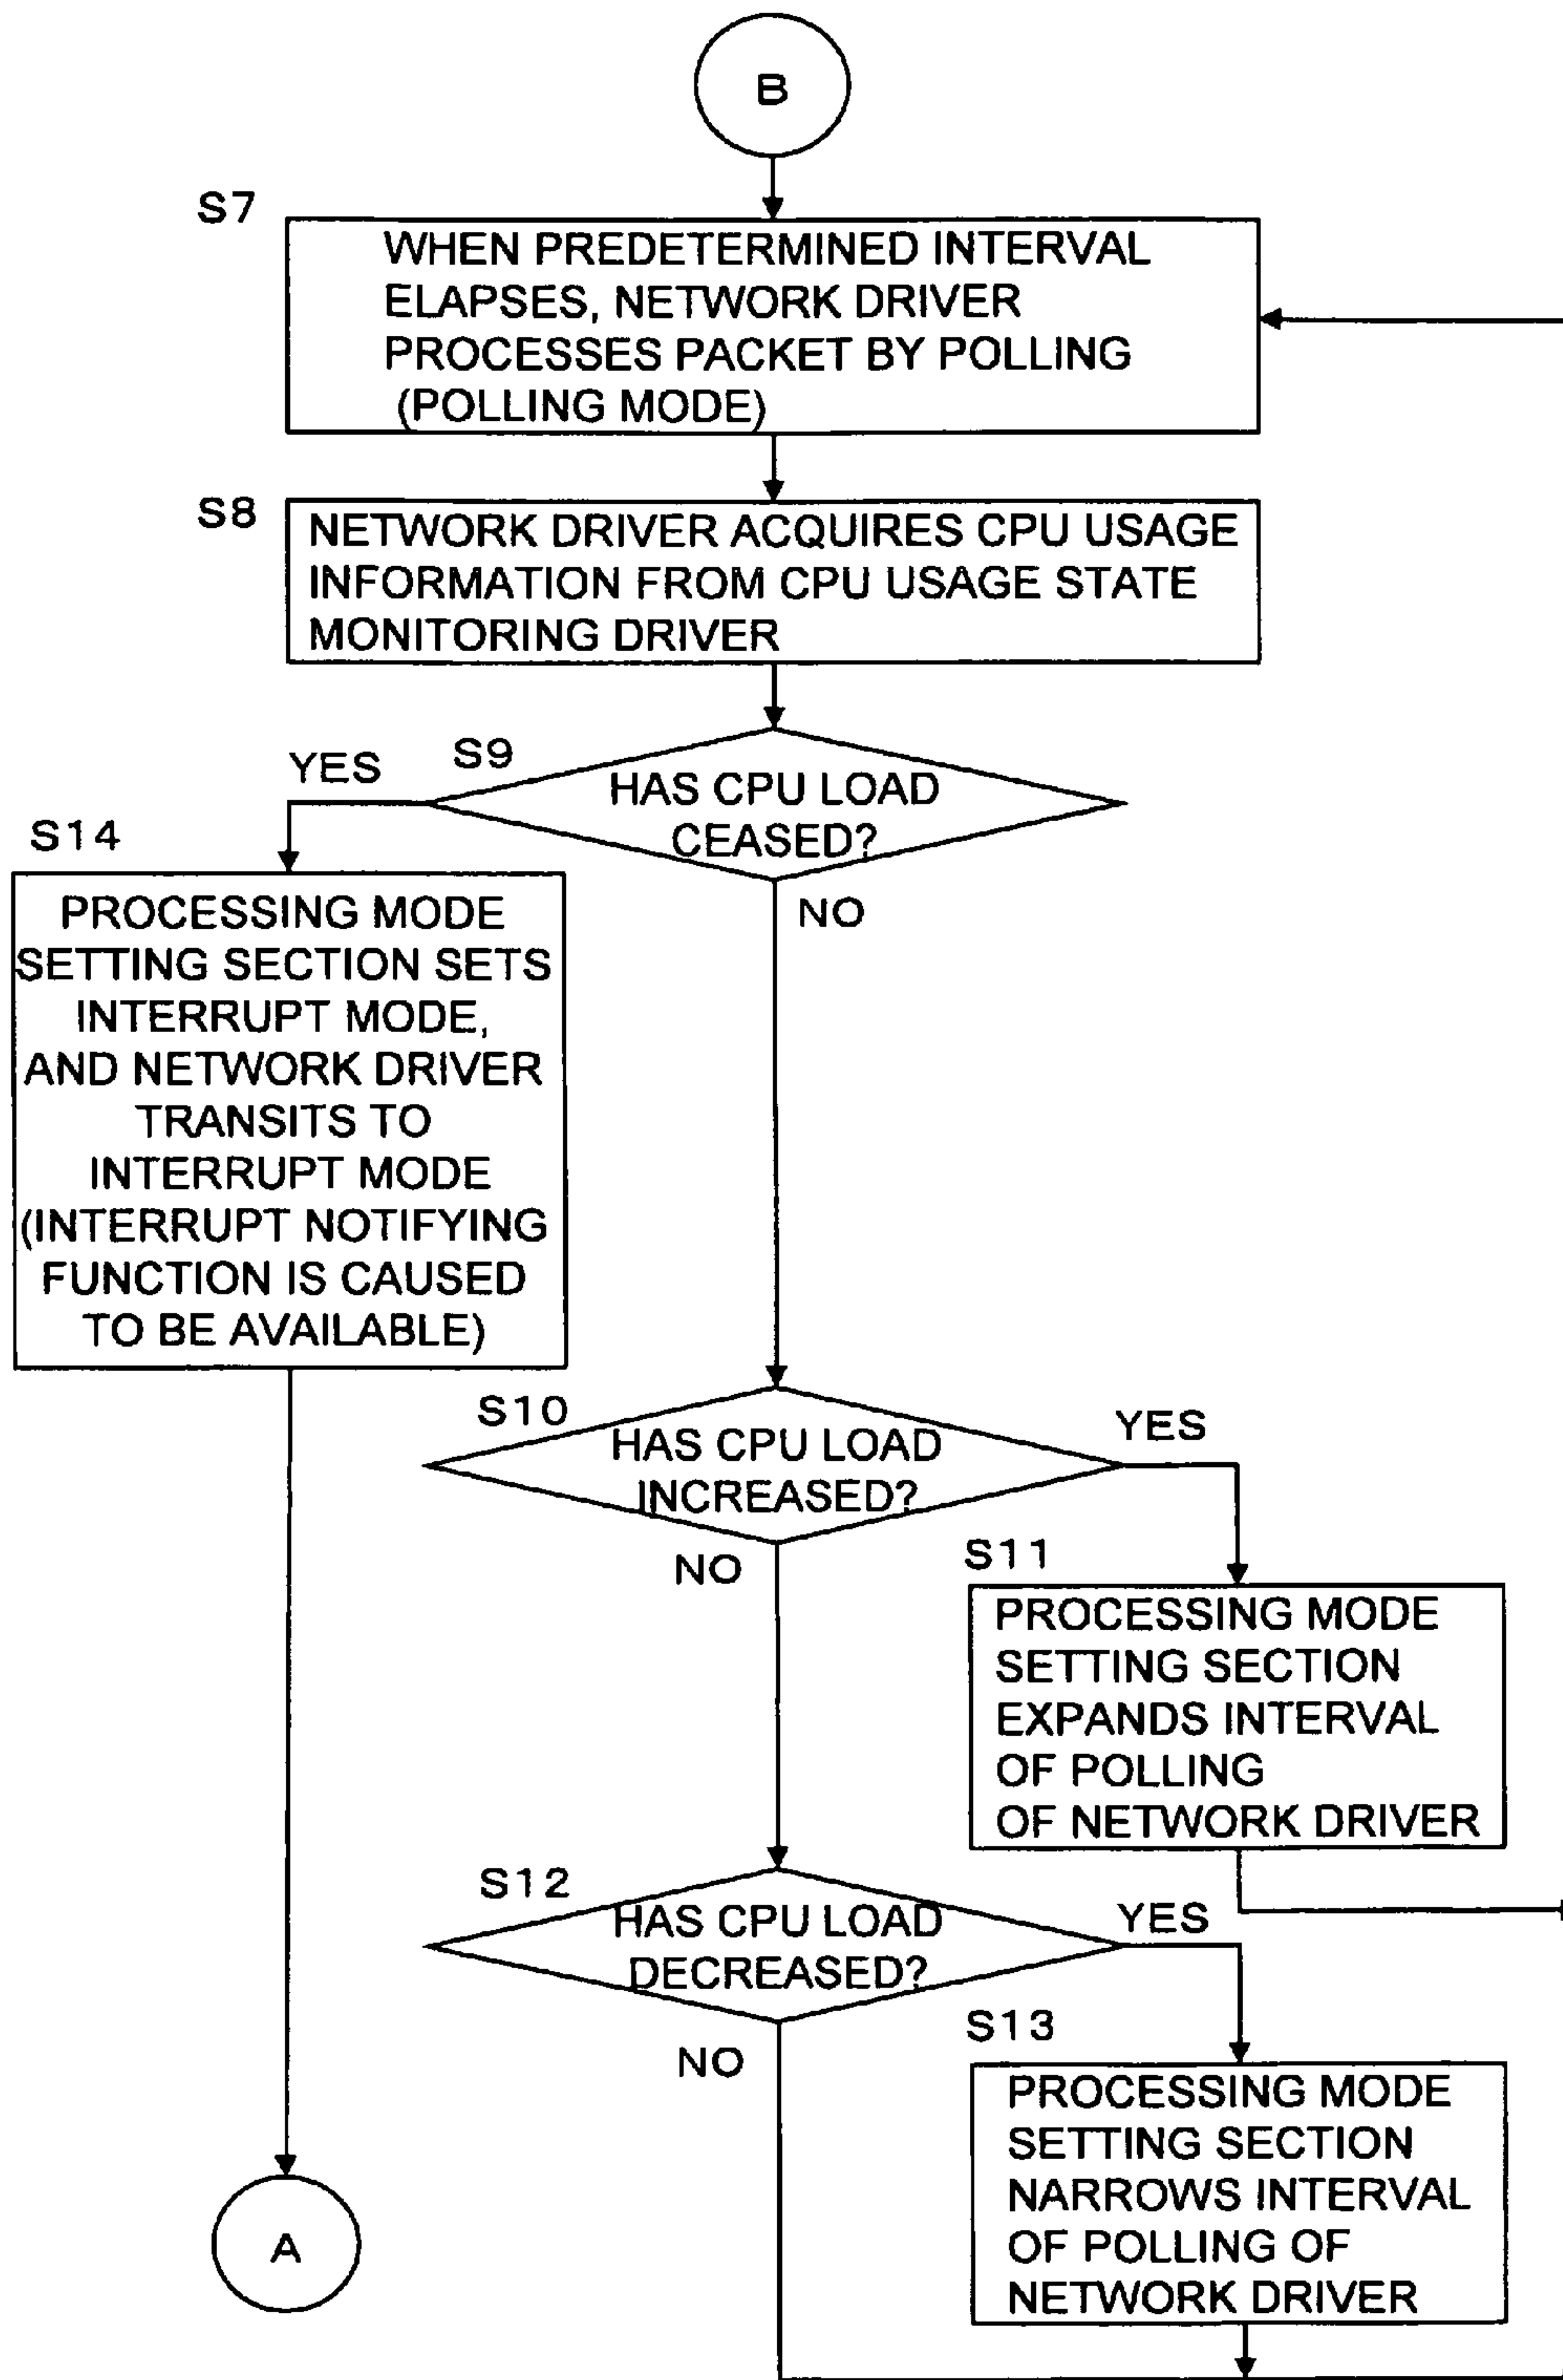 B
S7
WHEN PREDETERMINED INTERVAL
ELAPSES, NETWORK DRIVER
PROCESSES PACKET BY POLLING
(POLLING MODE)
S8
NETWORK DRIVER ACQUIRES CPU USAGE
INFORMATION FROM CPU USAGE STATE
MONITORING DRIVER
S9
YES
HAS CPU LOAD
CEASED?
NO
S14
PROCESSING MODE
SETTING SECTION SETS
INTERRUPT MODE,
AND NETWORK DRIVER
TRANSITS TO
INTERRUPT MODE
(INTERRUPT NOTIFYING
FUNCTION IS CAUSED
TO BE AVAILABLE)
S10
HAS CPU LOAD
INCREASED?
YES
NO
S11
PROCESSING MODE
SETTING SECTION
EXPANDS INTERVAL
OF POLLING
OF NETWORK DRIVER
S12
HAS CPU LOAD
DECREASED?
YES
NO
S13
PROCESSING MODE
SETTING SECTION
NARROWS INTERVAL
OF POLLING OF
NETWORK DRIVER
A